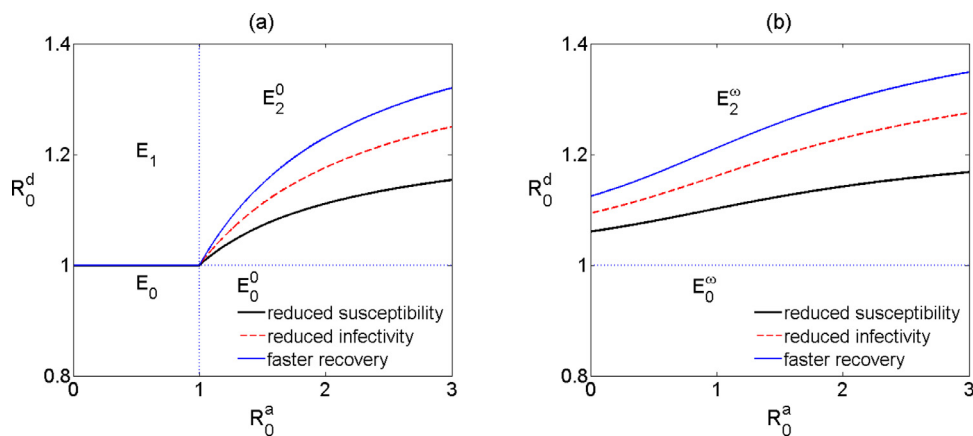 (a)
1.4
1.2
1
0.8
R₀ᵈ
E₁
E₂⁰
E₀
E₀⁰
reduced susceptibility
reduced infectivity
faster recovery
0
1
2
3
R₀ᵃ
(b)
1.4
1.2
1
0.8
R₀ᵈ
E₂^ω
E₀^ω
reduced susceptibility
reduced infectivity
faster recovery
0
1
2
3
R₀ᵃ